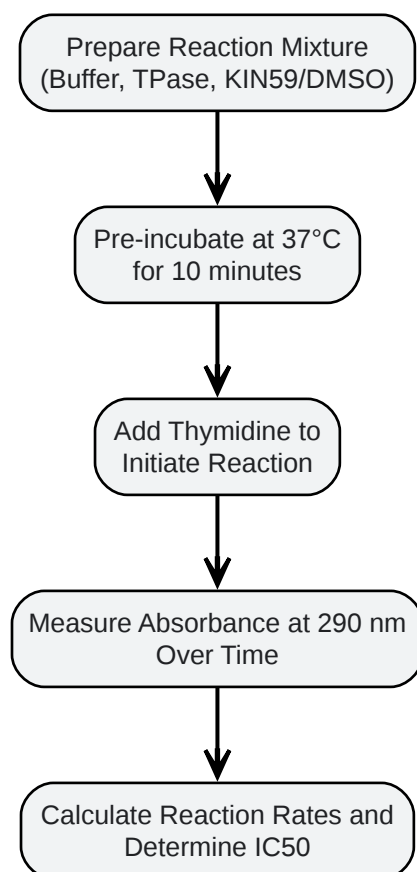 Prepare Reaction Mixture
(Buffer, TPase, KIN59/DMSO)
Pre-incubate at 37°C
for 10 minutes
Add Thymidine to
Initiate Reaction
Measure Absorbance at 290 nm
Over Time
Calculate Reaction Rates and
Determine IC50